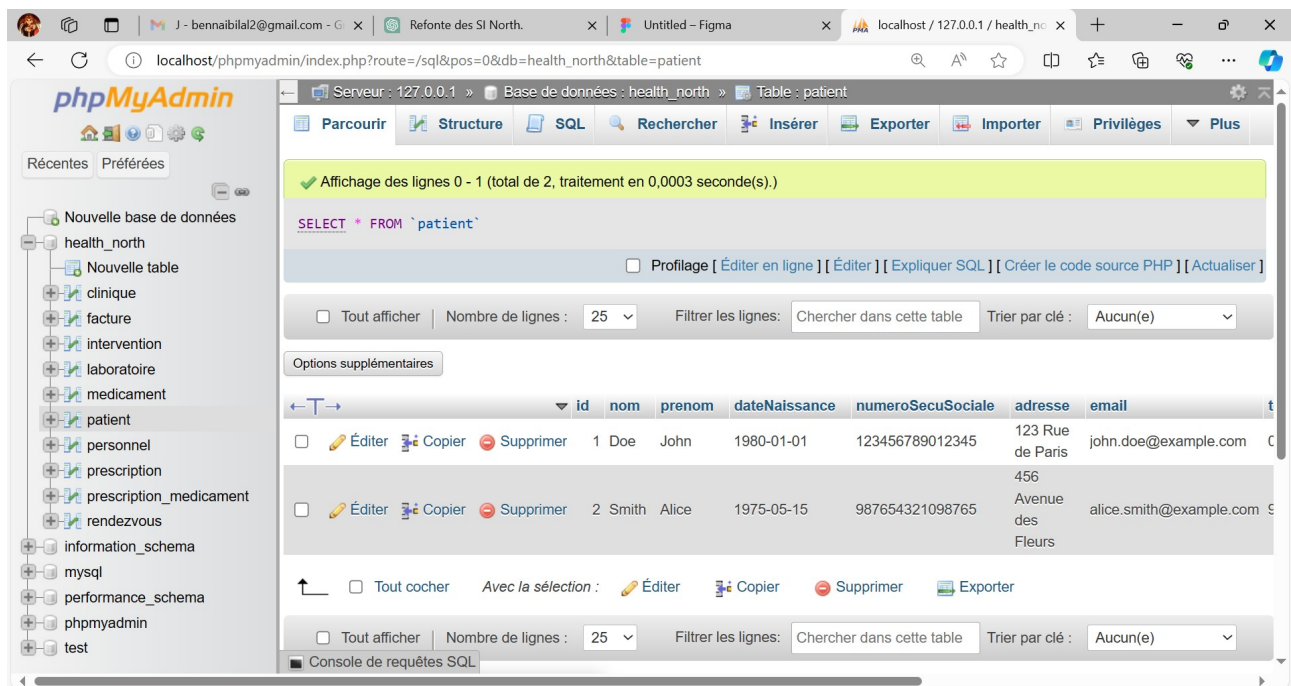 J - bennaibilal2@gmail.com - G
Refonte des SI North.
Untitled – Figma
localhost / 127.0.0.1 / health_no
localhost/phpmyadmin/index.php?route=/sql&pos=0&db=health_north&table=patient
phpMyAdmin
Récentes Préférées
Nouvelle base de données
health_north
Nouvelle table
clinique
facture
intervention
laboratoire
medicament
patient
personnel
prescription
prescription_medicament
rendezvous
information_schema
mysql
performance_schema
phpmyadmin
test
Serveur : 127.0.0.1 » Base de données : health_north » Table : patient
Parcourir Structure SQL Rechercher Insérer Exporter Importer Privilèges Plus
Affichage des lignes 0 - 1 (total de 2, traitement en 0,0003 seconde(s).)
SELECT * FROM `patient`
Profilage [ Éditer en ligne ] [ Éditer ] [ Expliquer SQL ] [ Créer le code source PHP ] [ Actualiser ]
Tout afficher | Nombre de lignes : 25 Filtrer les lignes: Chercher dans cette table Trier par clé : Aucun(e)
Options supplémentaires
←T→ id nom prenom dateNaissance numeroSecuSociale adresse email t
Éditer Copier Supprimer 1 Doe John 1980-01-01 123456789012345 123 Rue de Paris john.doe@example.com
Éditer Copier Supprimer 2 Smith Alice 1975-05-15 987654321098765 456 Avenue des Fleurs alice.smith@example.com 9
Tout cocher Avec la sélection : Éditer Copier Supprimer Exporter
Tout afficher | Nombre de lignes : 25 Filtrer les lignes: Chercher dans cette table Trier par clé : Aucun(e)
Console de requêtes SQL